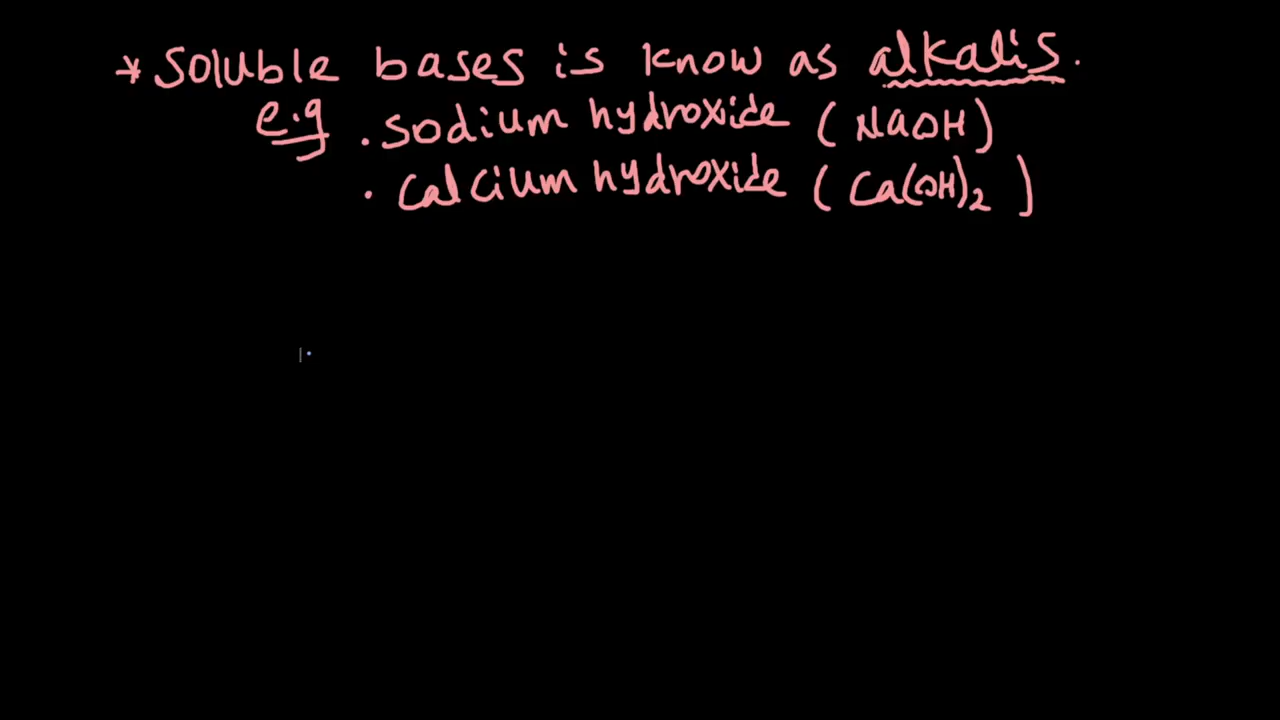 * Soluble bases is know as alkalis.
e.g . sodium hydroxide (NaOH)
. Calcium hydroxide (Ca(OH)₂ )